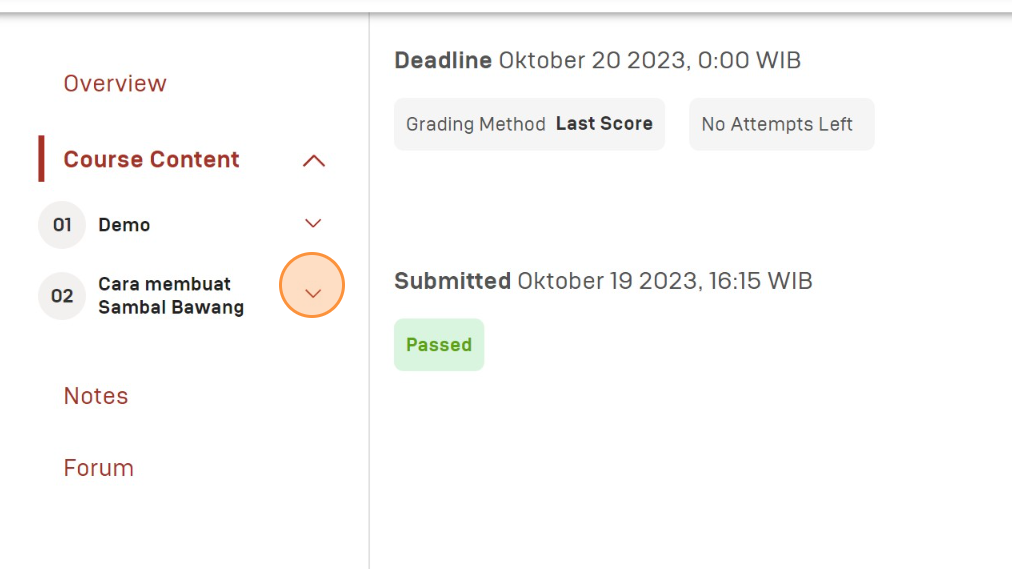 Overview
Course Content
01 Demo
02 Cara membuat
Sambal Bawang
Notes
Forum
Deadline Oktober 20 2023, 0:00 WIB
Grading Method Last Score
No Attempts Left
Submitted Oktober 19 2023, 16:15 WIB
Passed